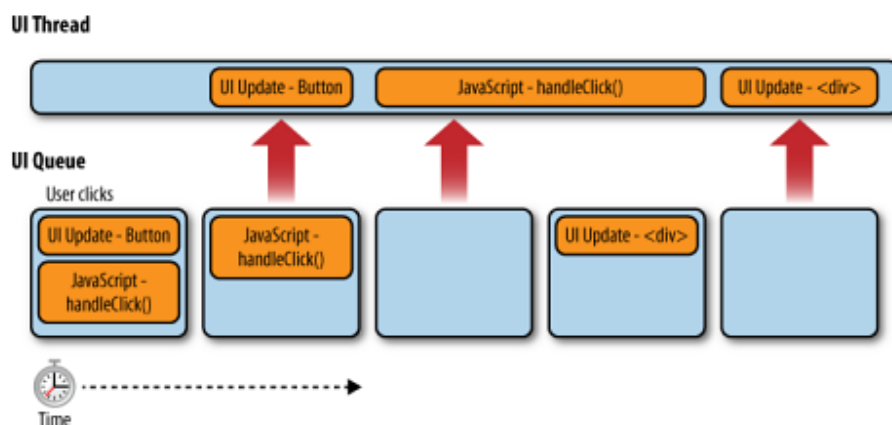 UI Thread
UI Update - Button
JavaScript - handleClick()
UI Update - <div>
UI Queue
User clicks
UI Update - Button
JavaScript -
handleClick()
JavaScript -
handleClick()
UI Update - <div>
Time